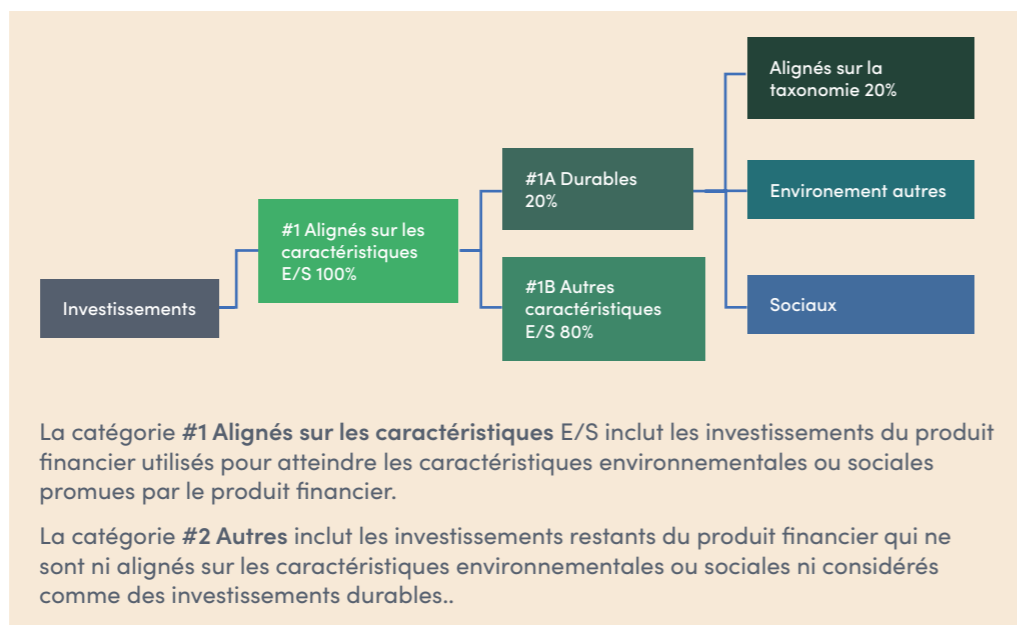 Investissements
#1 Alignés sur les
caractéristiques
E/S 100%
#1A Durables
20%
#1B Autres
caractéristiques
E/S 80%
Alignés sur la
taxonomie 20%
Environement autres
Sociaux
La catégorie #1 Alignés sur les caractéristiques E/S inclut les investissements du produit
financier utilisés pour atteindre les caractéristiques environnementales ou sociales
promues par le produit financier.
La catégorie #2 Autres inclut les investissements restants du produit financier qui ne
sont ni alignés sur les caractéristiques environnementales ou sociales ni considérés
comme des investissements durables..